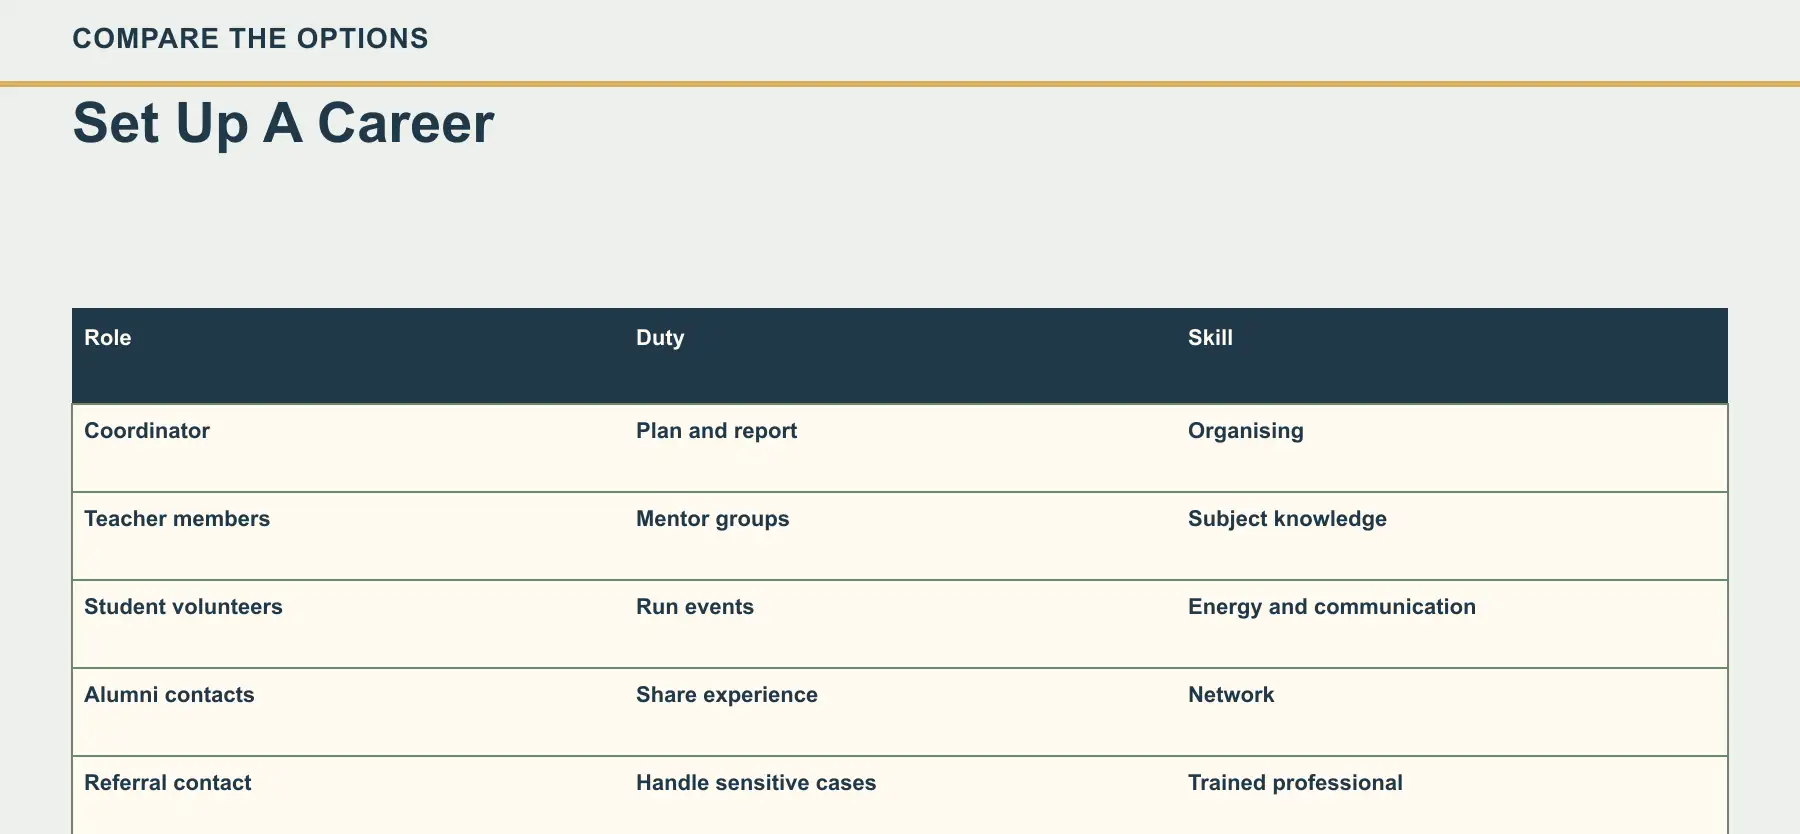 COMPARE THE OPTIONS
Set Up A Career
Role Duty Skill
Coordinator Plan and report Organising
Teacher members Mentor groups Subject knowledge
Student volunteers Run events Energy and communication
Alumni contacts Share experience Network
Referral contact Handle sensitive cases Trained professional